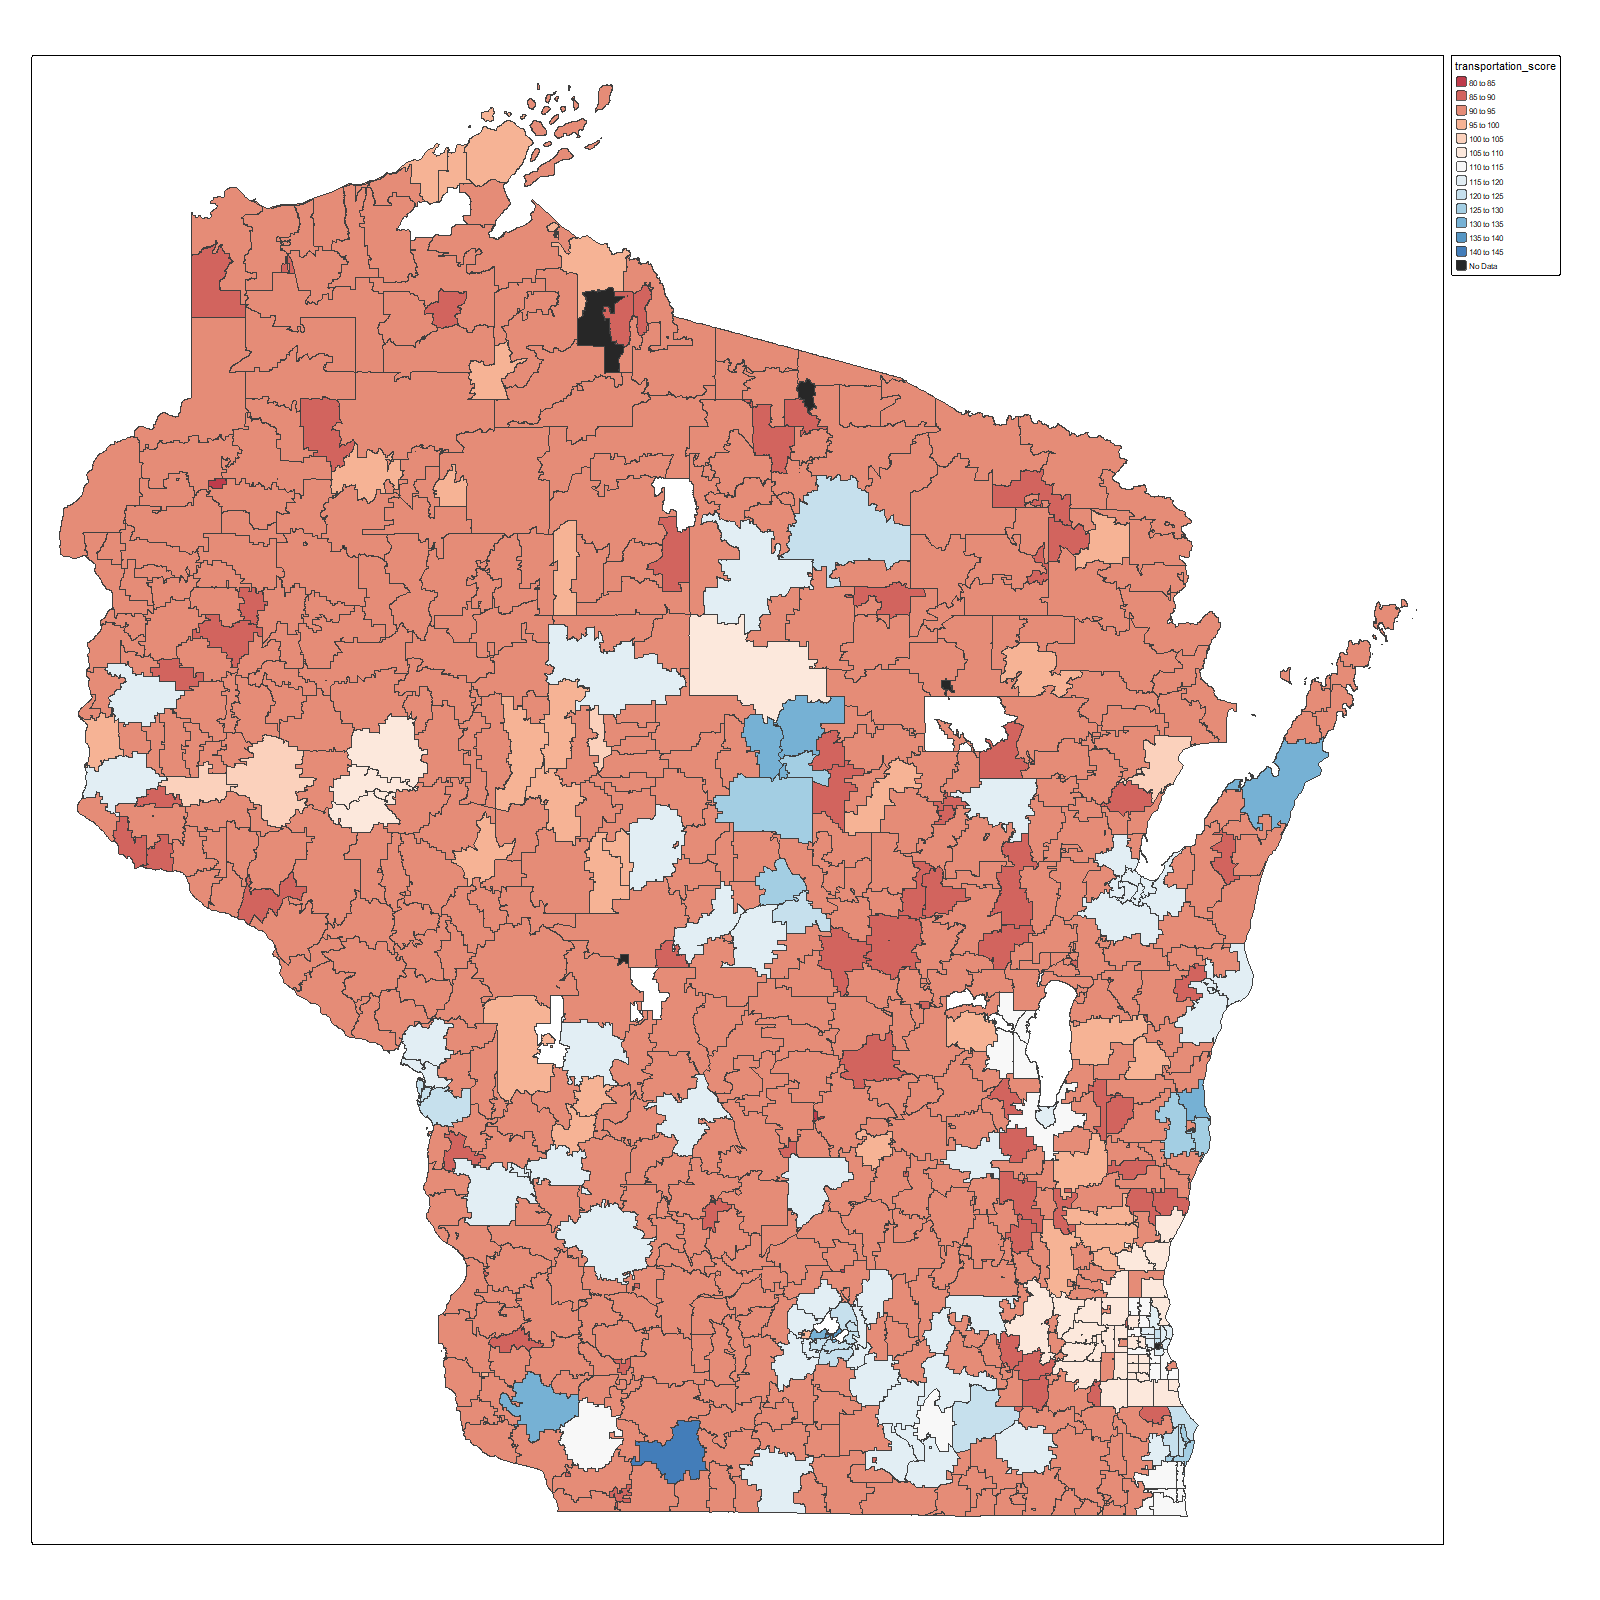 transportation_score
80 to 85
85 to 90
90 to 95
95 to 100
100 to 105
105 to 110
110 to 115
115 to 120
120 to 125
125 to 130
130 to 135
135 to 140
140 to 145
No Data